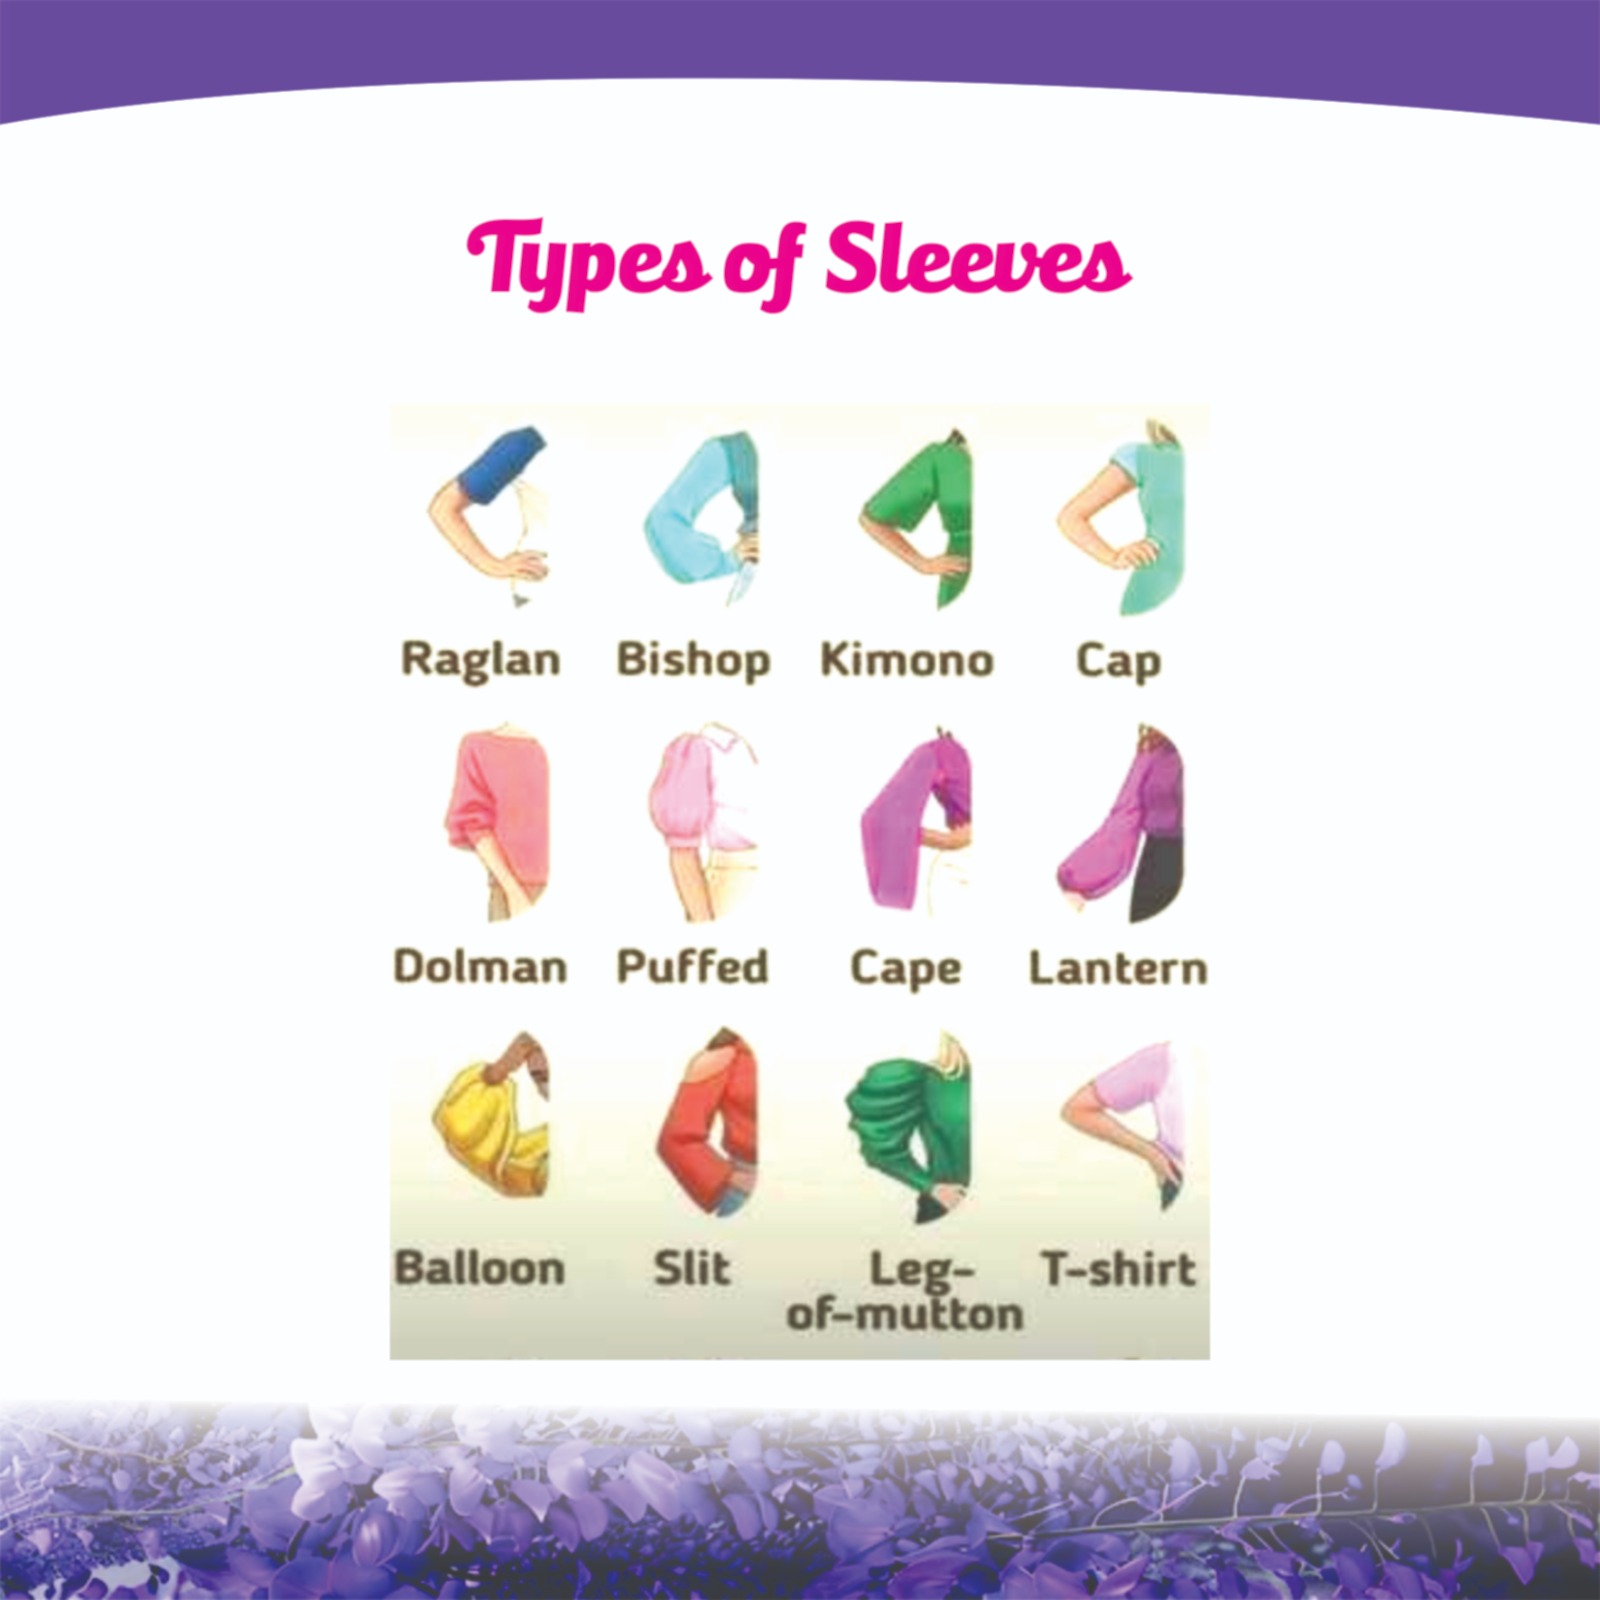 Types of Sleeves
Raglan Bishop Kimono Cap
Dolman Puffed Cape Lantern
Balloon Slit Leg- T-shirt
of-mutton